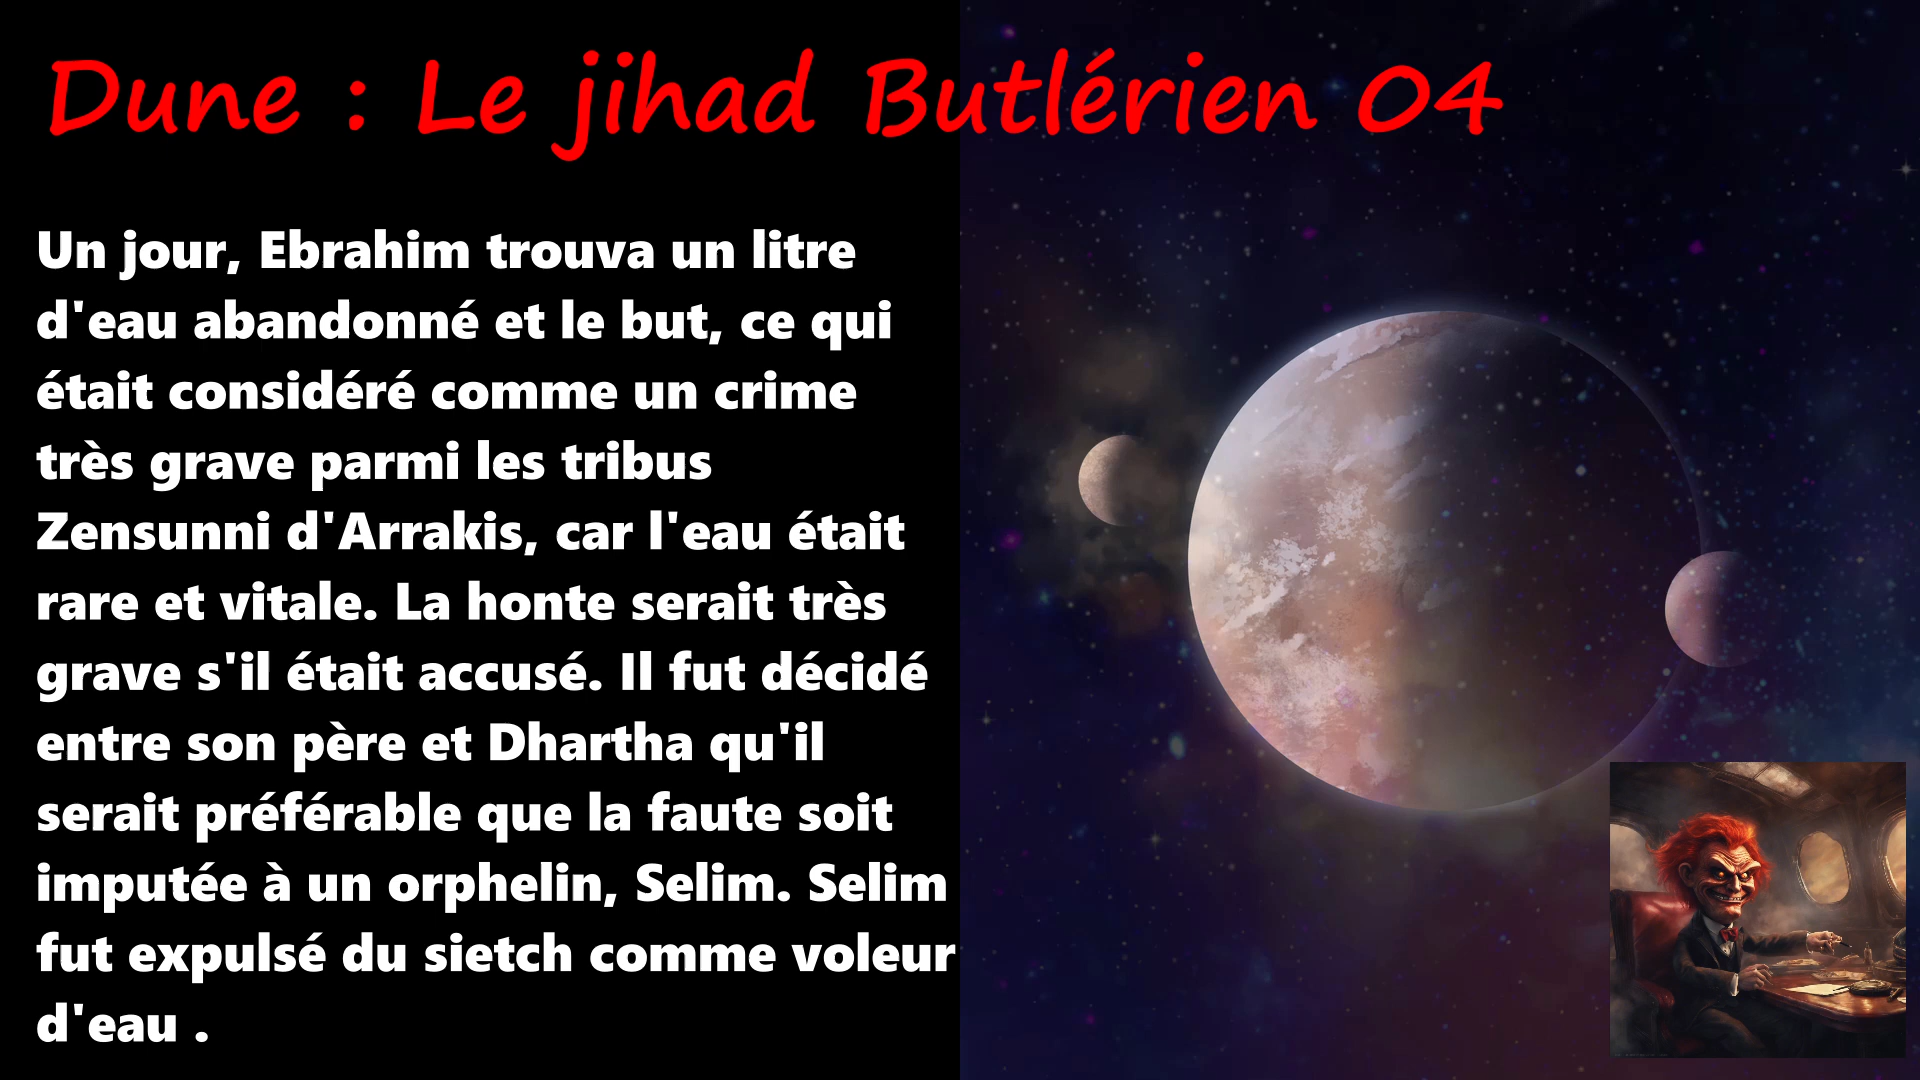 Dune : Le jihad Butlérien 04
Un jour, Ebrahim trouva un litre
d'eau abandonné et le but, ce qui
était considéré comme un crime
très grave parmi les tribus
Zensunni d'Arrakis, car l'eau était
rare et vitale. La honte serait très
grave s'il était accusé. Il fut décidé
entre son père et Dhartha qu'il
serait préférable que la faute soit
imputée à un orphelin, Selim. Selim
fut expulsé du sietch comme voleur
d'eau .